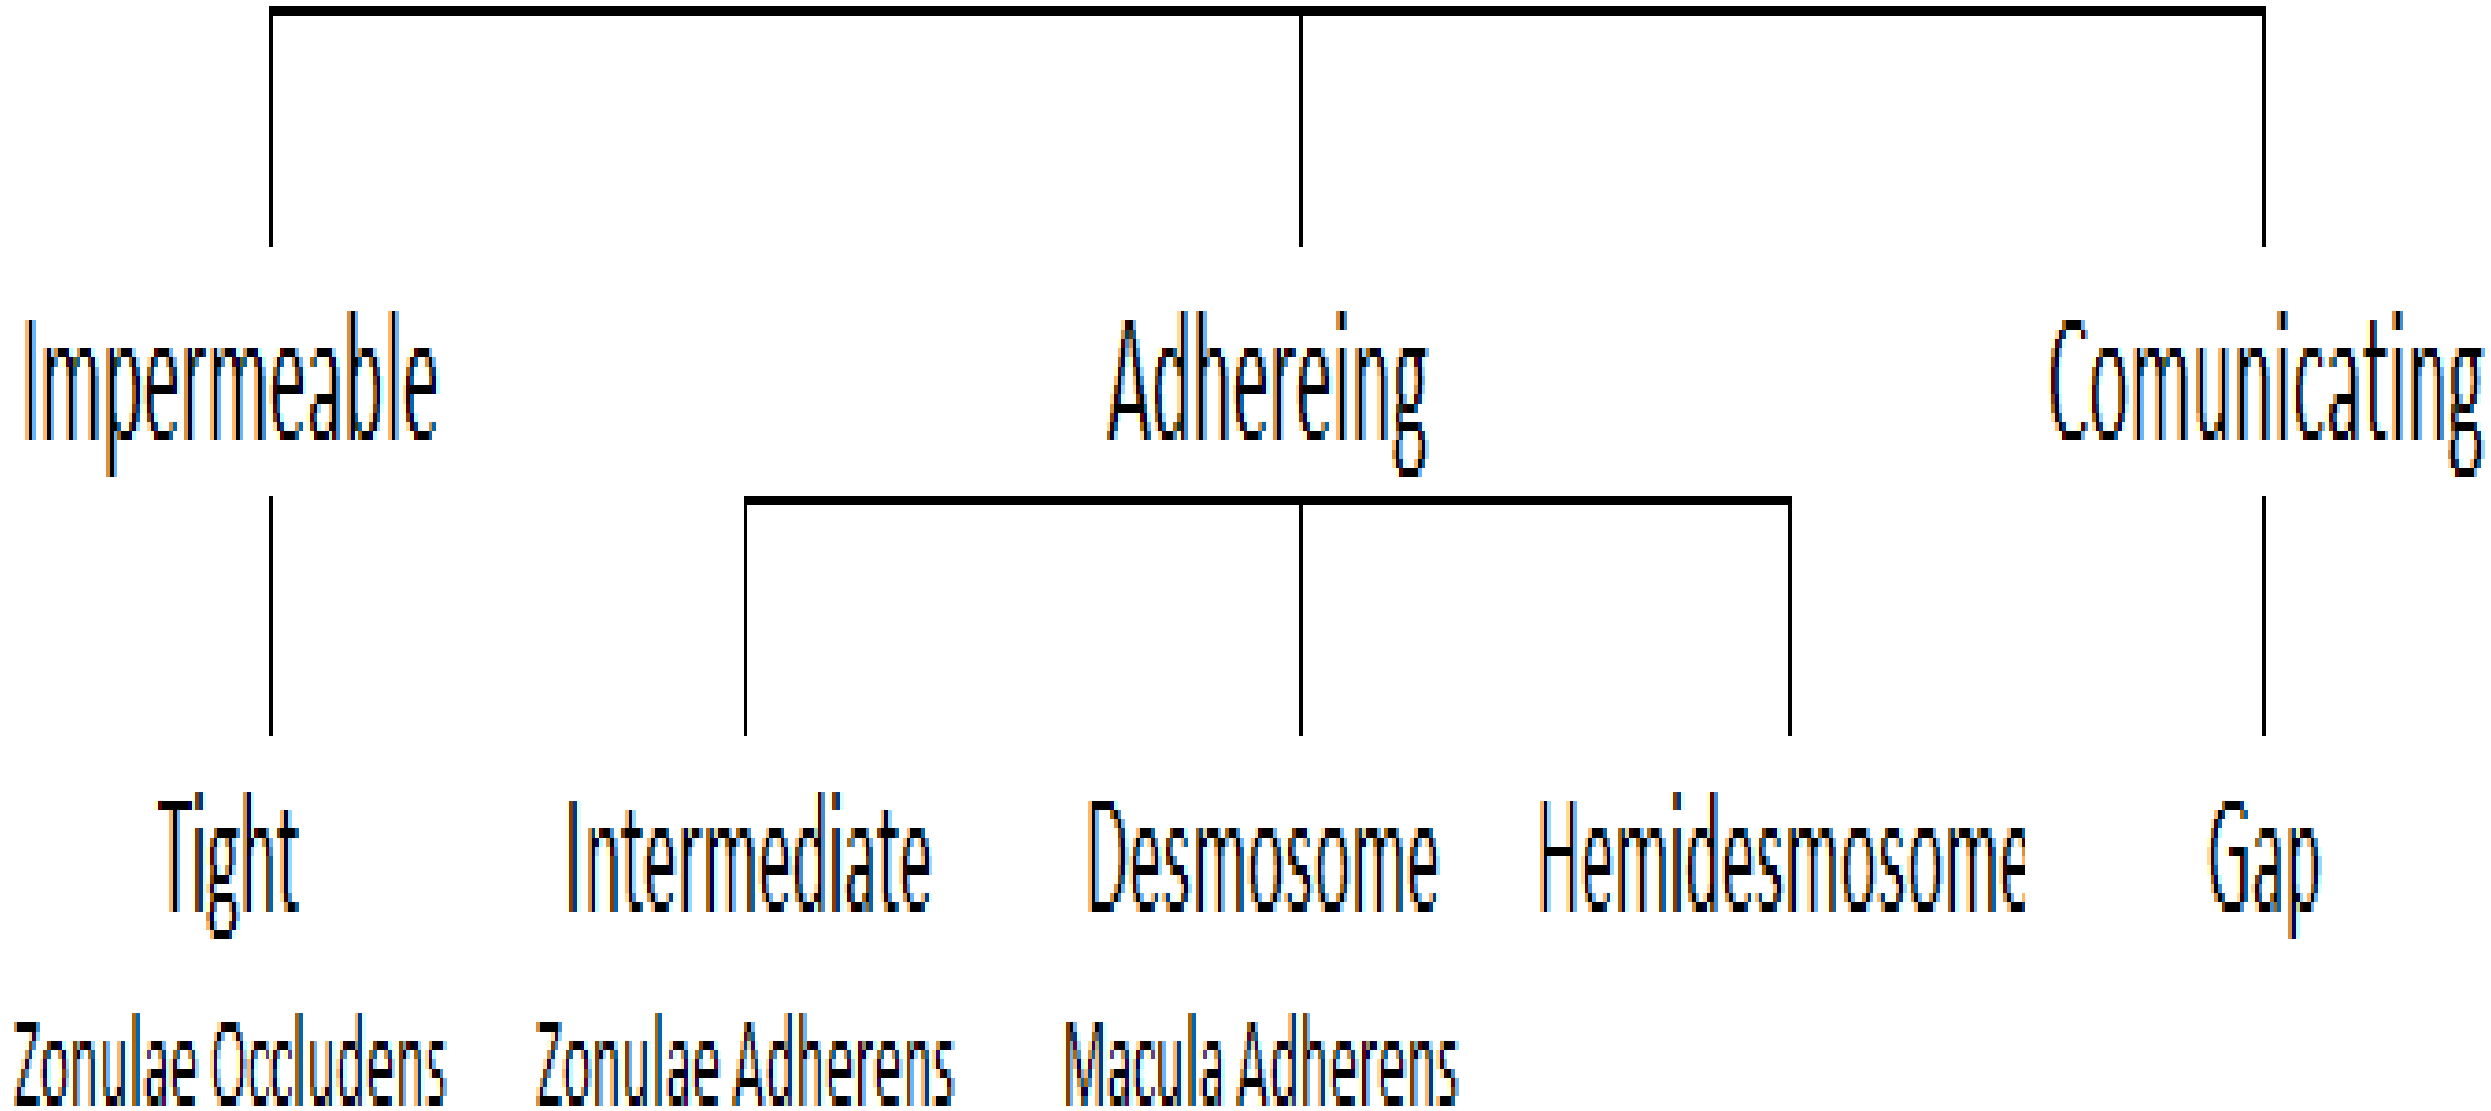 Impermeable Adhereing Comunicating
Tight Intermediate Desmosome Hemidesmosome Gap
Zonulae Occludens Zonulae Adherens Macula Adherens